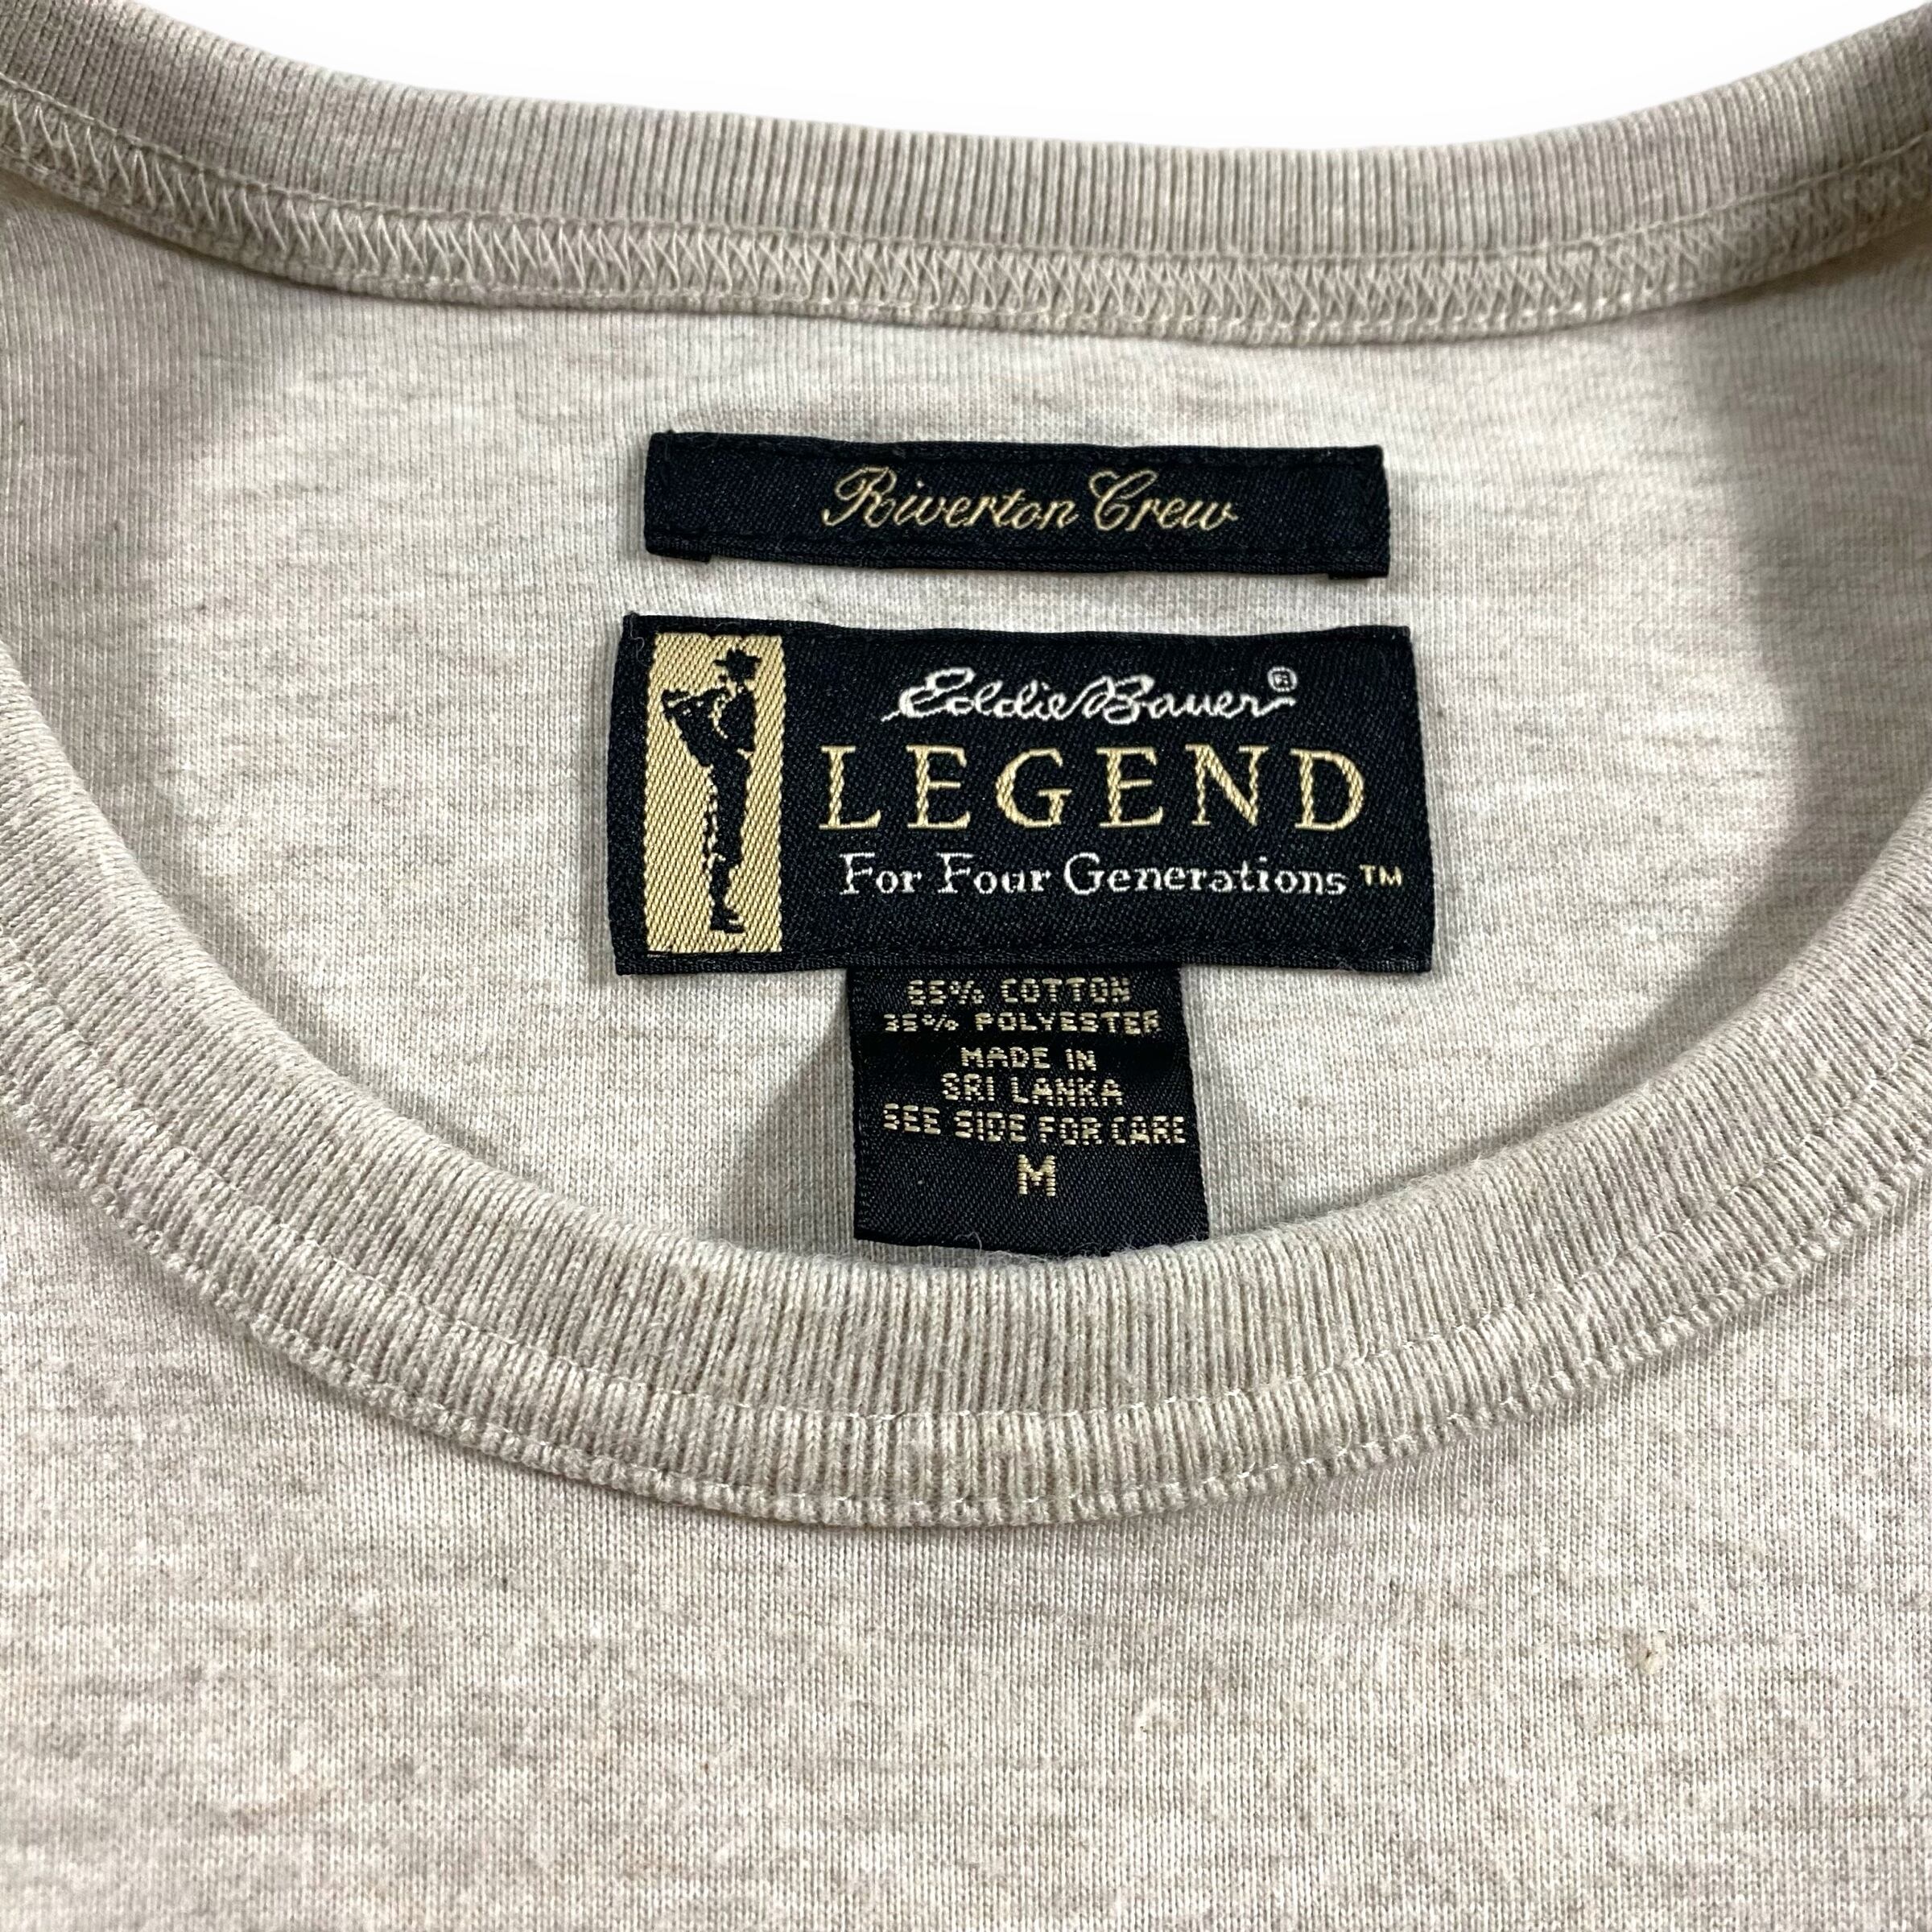 Riverton Crew
Eddie Bauer®
LEGEND
For Four Generations™
65% COTTON
35% POLYESTER
MADE IN
SRI LANKA
SEE SIDE FOR CARE
M